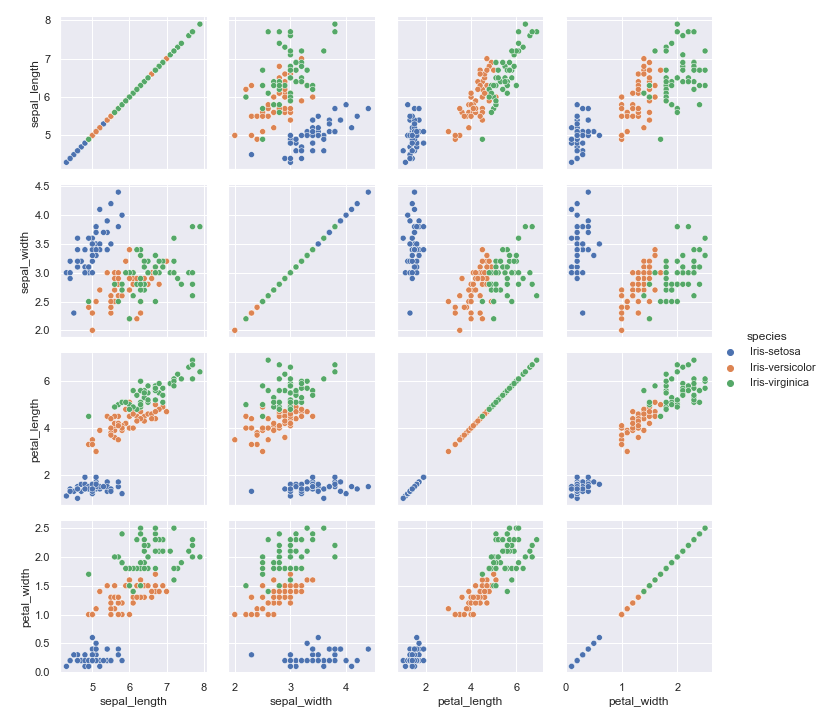 8
7
6
5
sepal_length
4.5
4.0
3.5
3.0
2.5
2.0
sepal_width
species
Iris-setosa
Iris-versicolor
Iris-virginica
6
4
2
petal_length
2.5
2.0
1.5
1.0
0.5
0.0
petal_width
5 6 7 8
2 3 4
2 4 6
0 1 2
sepal_length
sepal_width
petal_length
petal_width